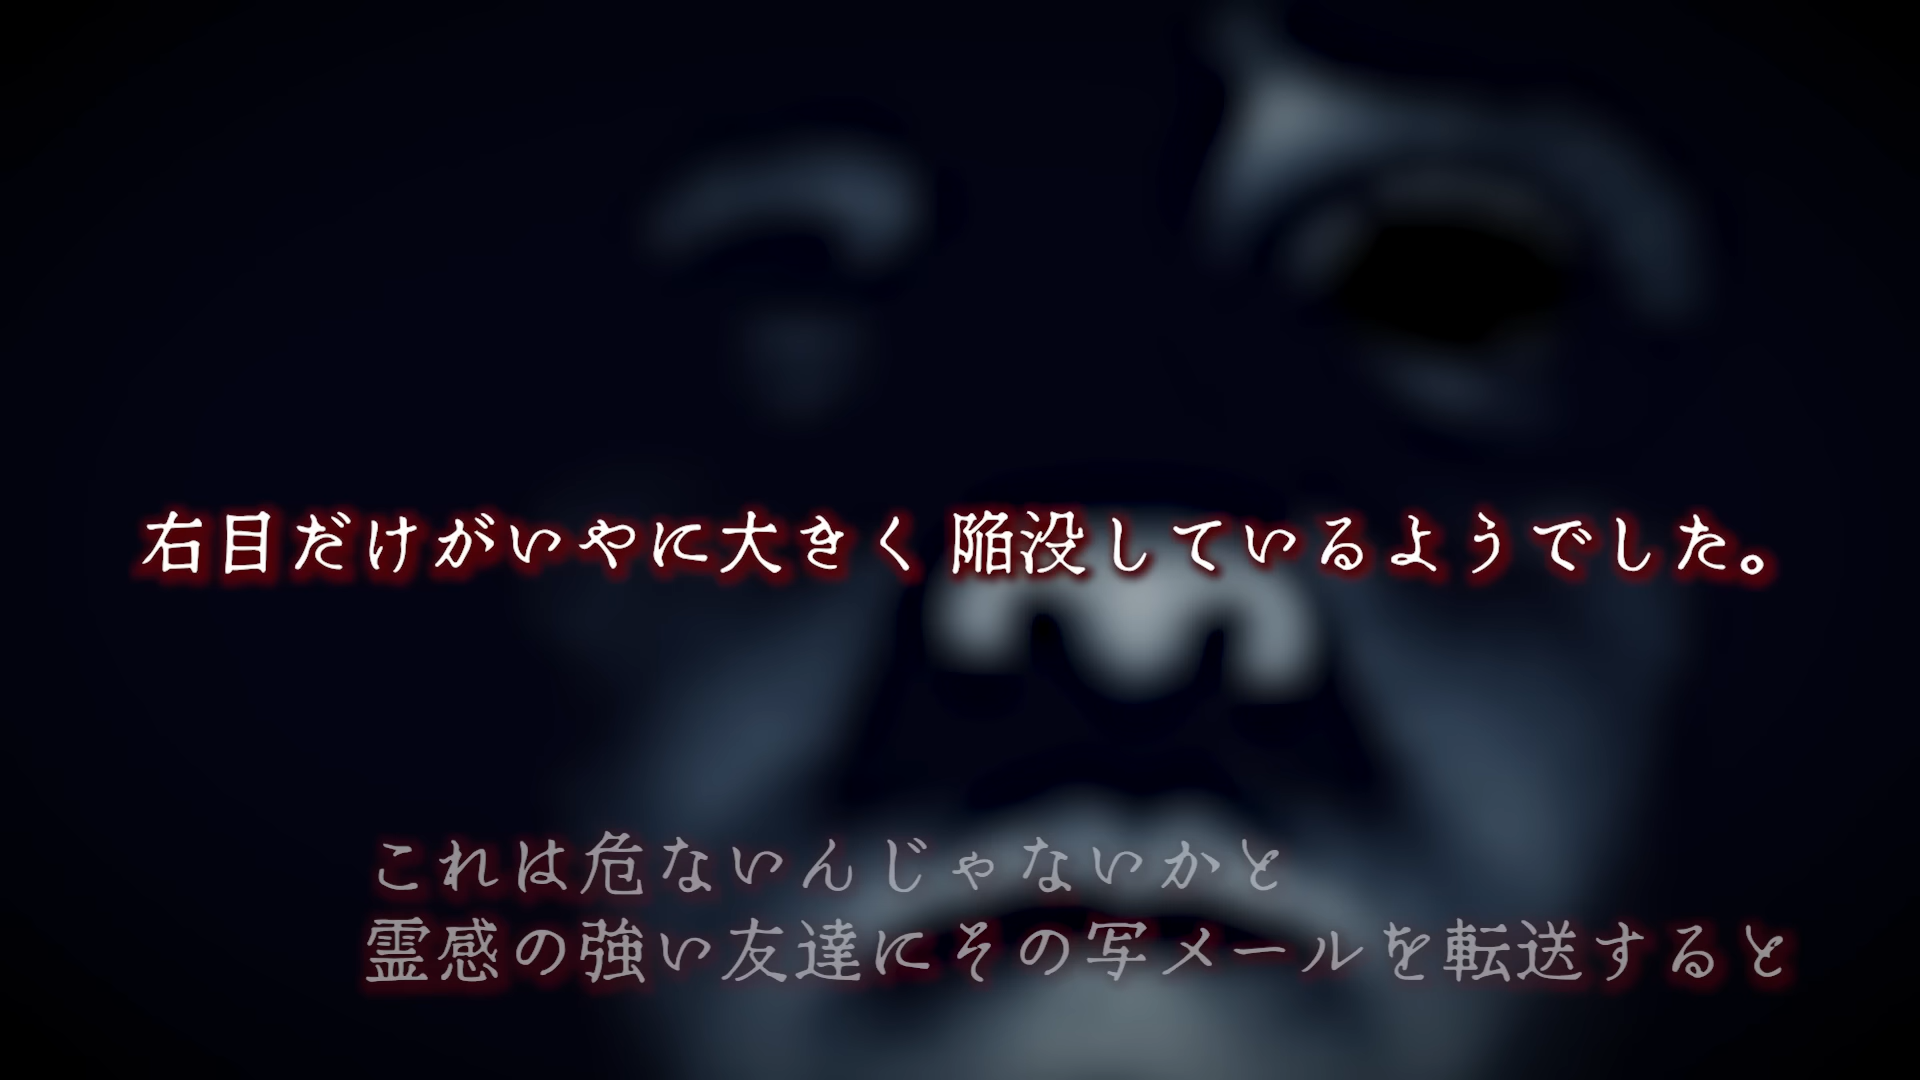 右目だけがいやに大きく 陥没しているようでした。
これは危ないんじゃないかと
霊感の強い友達にその写メールを転送すると